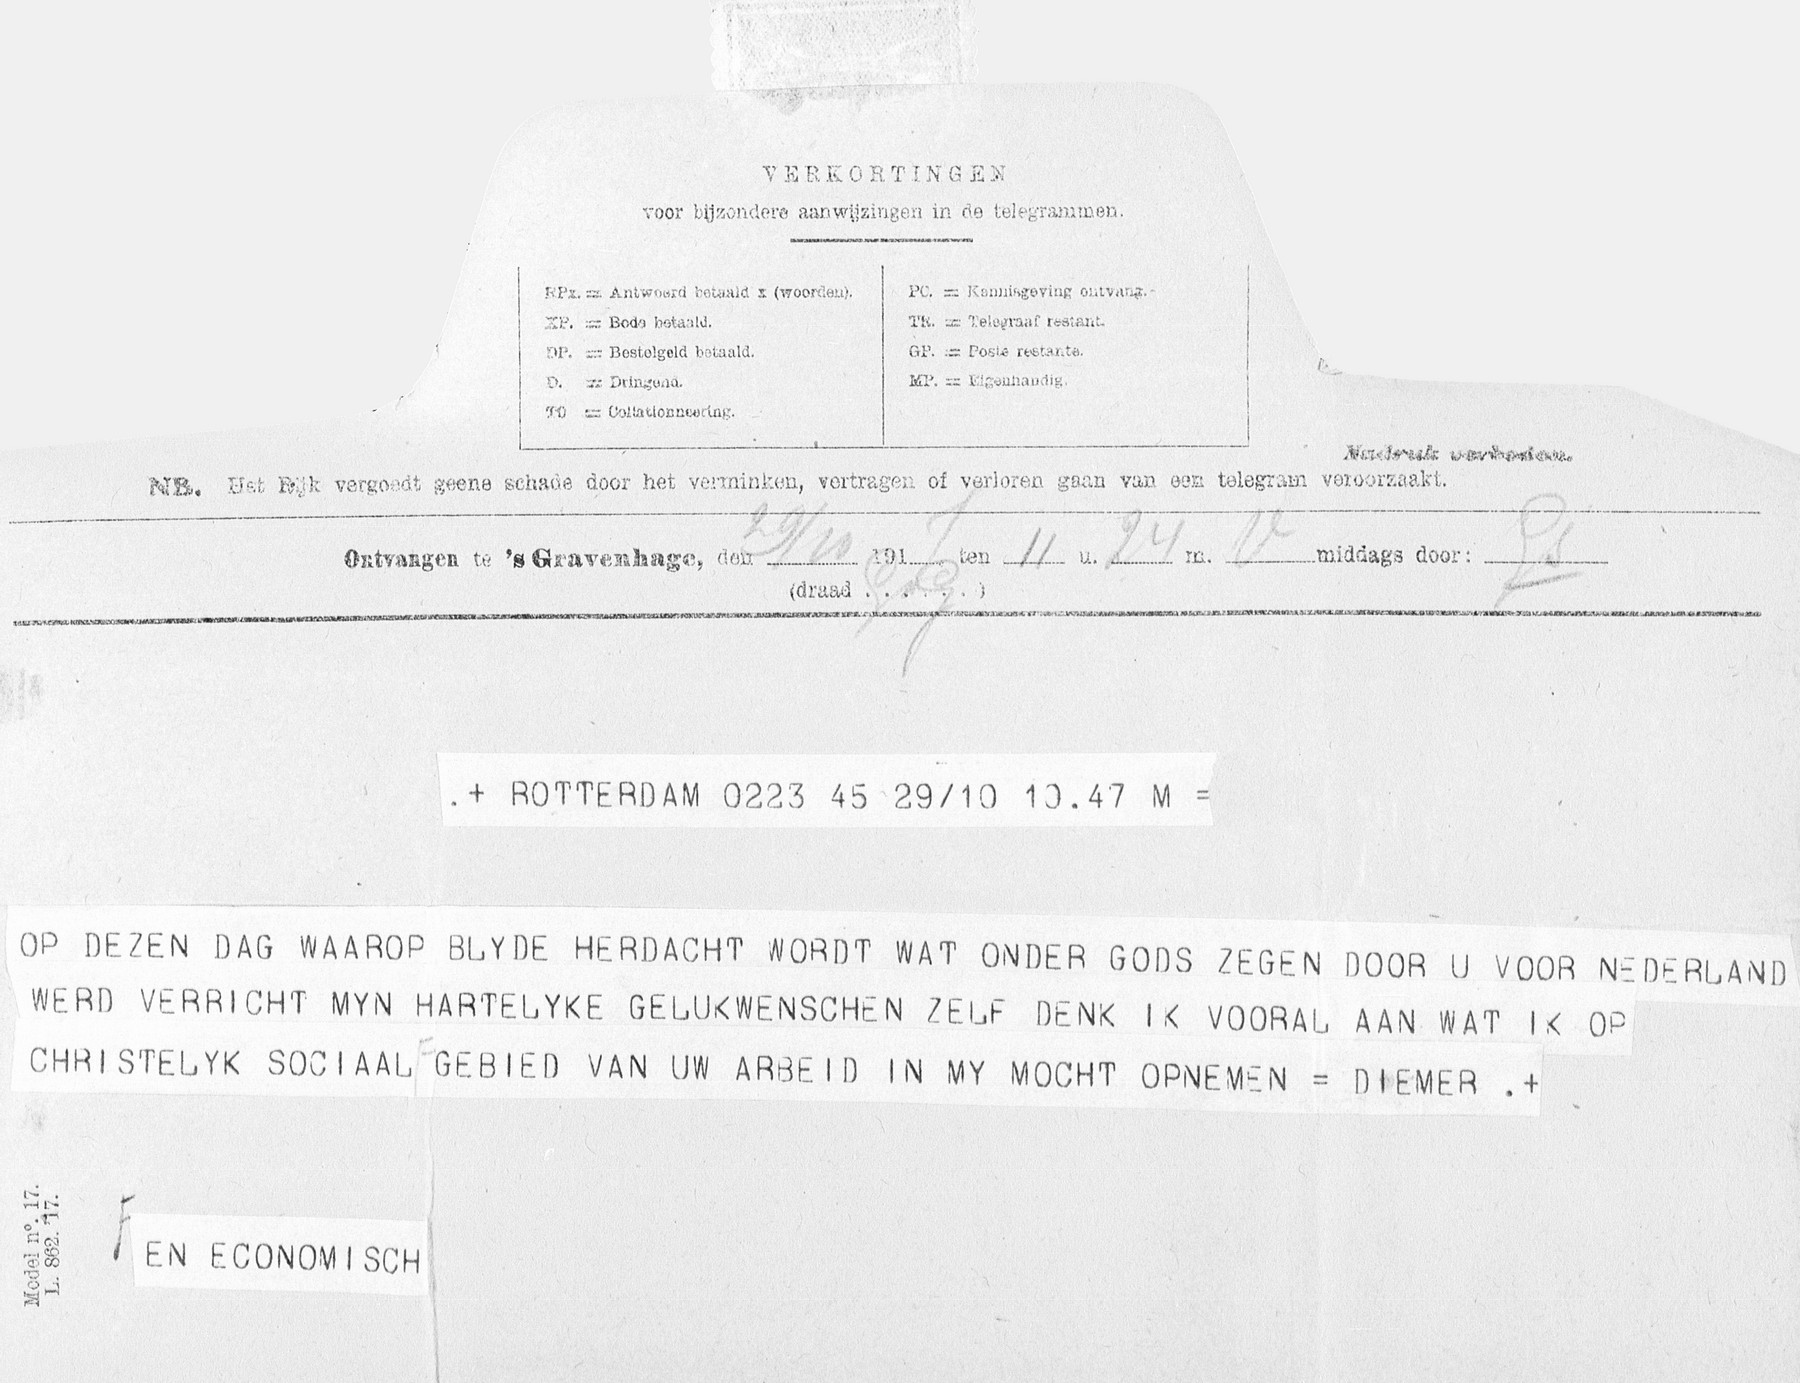 VERKORTINGEN
voor bijzondere aanwijzingen in de telegrammen.
RPx. = Antwoord betaald x (woorden).
XP. = Bode betaald.
DP. = Bestelgeld betaald.
D. = Dringend.
TC = Collationneering.
PC. = Kennisgeving ontvang.-
TR. = Telegraaf restant.
GP. = Poste restante.
MP. = Eigenhandig.
Nadruk verboden.
NB. Het Rijk vergoedt geene schade door het verminken, vertragen of verloren gaan van een telegram veroorzaakt.
Ontvangen te 's Gravenhage, den 29/10 1917 ten 11 u. 24 m. V middags door:
(draad . . . . . . . )
.+ ROTTERDAM 0223 45 29/10 10.47 M =
OP DEZEN DAG WAAROP BLYDE HERDACHT WORDT WAT ONDER GODS ZEGEN DOOR U VOOR NEDERLAND
WERD VERRICHT MYN HARTELYKE GELUKWENSCHEN ZELF DENK IK VOORAL AAN WAT IK OP
CHRISTELYK SOCIAAL F GEBIED VAN UW ARBEID IN MY MOCHT OPNEMEN = DIEMER .+
F EN ECONOMISCH
Model nº. 17.
L. 862. '17.